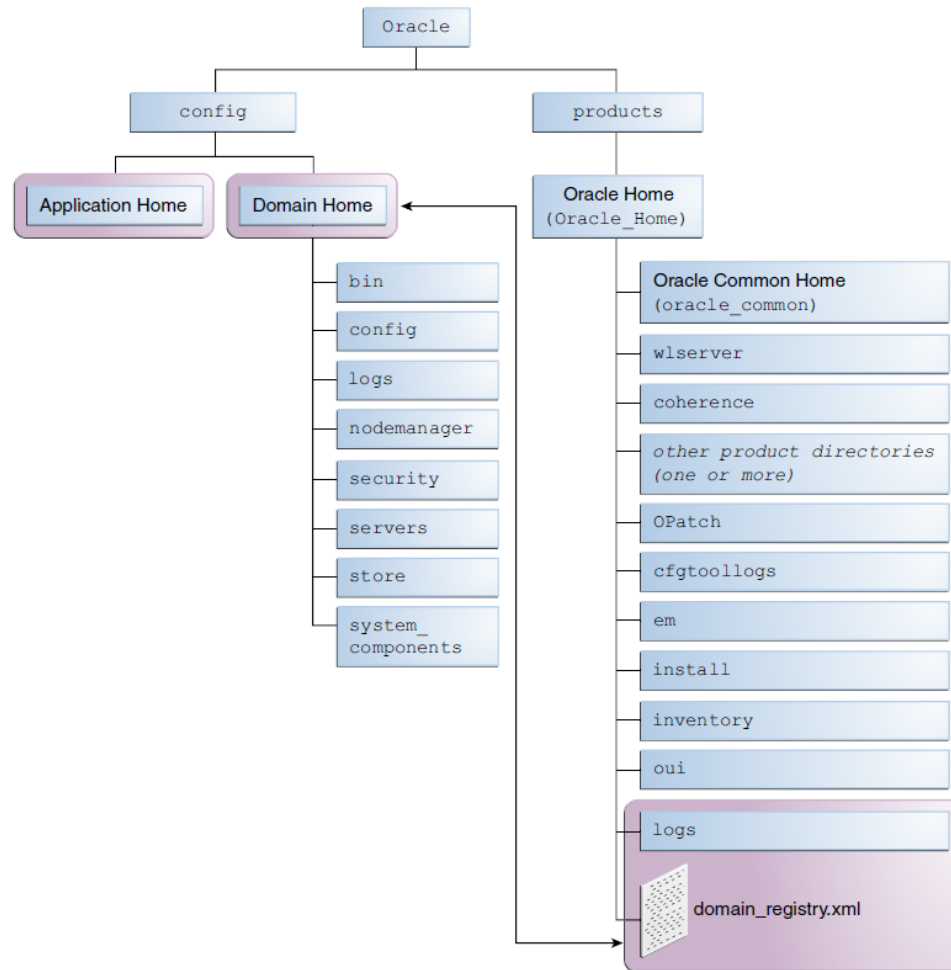 Oracle
config
products
Application Home
Domain Home
Oracle Home
(Oracle_Home)
bin
config
logs
nodemanager
security
servers
store
system_
components
Oracle Common Home
(oracle_common)
wlserver
coherence
other product directories
(one or more)
OPatch
cfgtoollogs
em
install
inventory
oui
logs
domain_registry.xml